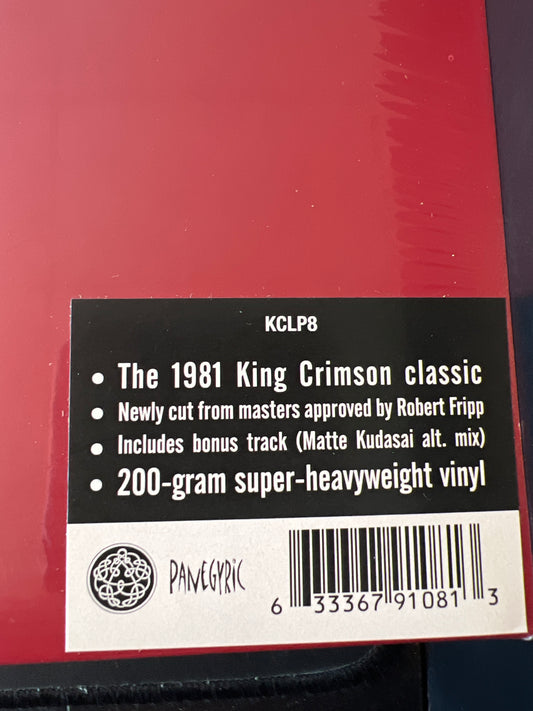 KCLP8
• The 1981 King Crimson classic
• Newly cut from masters approved by Robert Fripp
• Includes bonus track (Matte Kudasai alt. mix)
• 200-gram super-heavyweight vinyl
PANEGYRIC
6 33367 91081 3